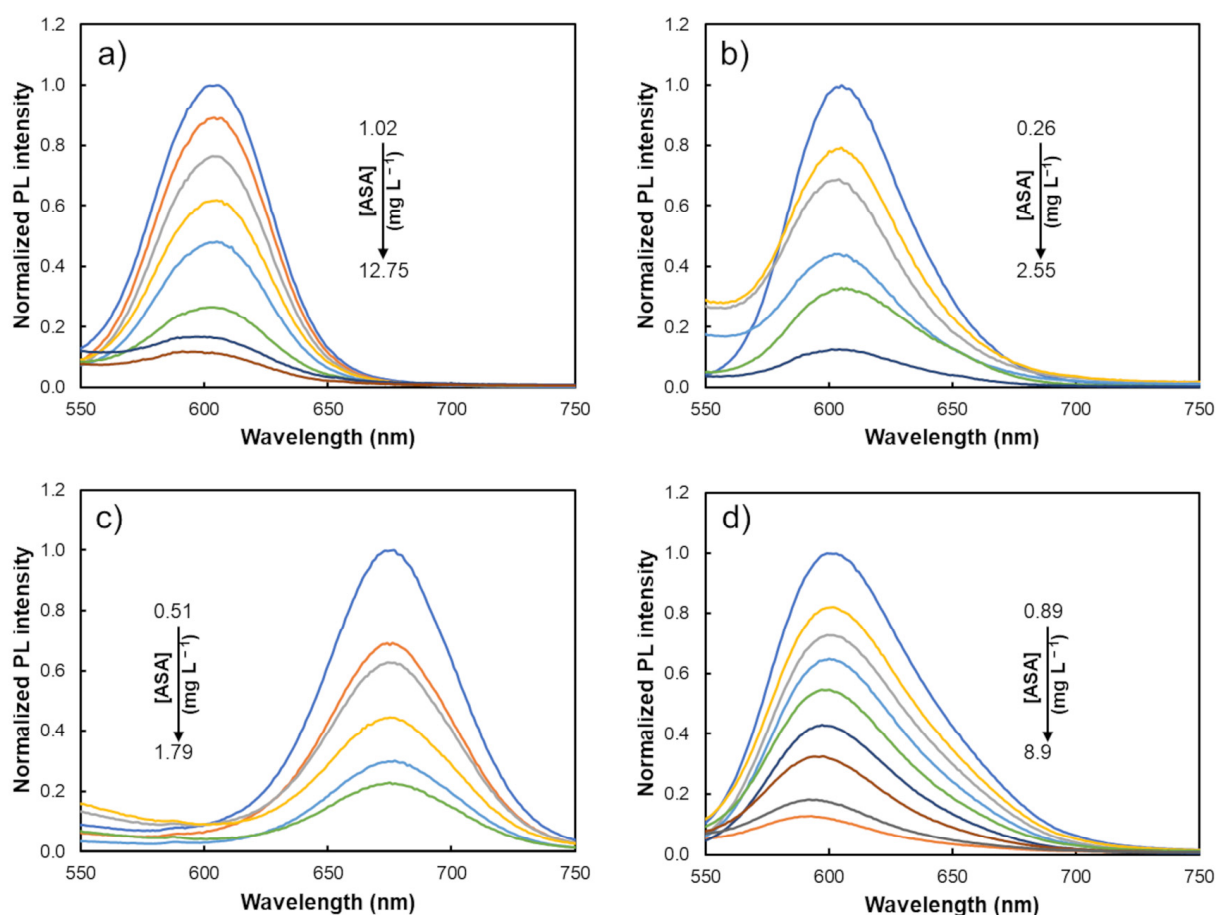 a)
Normalized PL intensity
1.2
1.0
0.8
0.6
0.4
0.2
0.0
1.02
[ASA]
(mg L⁻¹)
12.75
550 600 650 700 750
Wavelength (nm)
b)
Normalized PL intensity
1.2
1.0
0.8
0.6
0.4
0.2
0.0
0.26
[ASA]
(mg L⁻¹)
2.55
550 600 650 700 750
Wavelength (nm)
c)
Normalized PL intensity
1.2
1.0
0.8
0.6
0.4
0.2
0.0
0.51
[ASA]
(mg L⁻¹)
1.79
550 600 650 700 750
Wavelength (nm)
d)
Normalized PL intensity
1.2
1.0
0.8
0.6
0.4
0.2
0.0
0.89
[ASA]
(mg L⁻¹)
8.9
550 600 650 700 750
Wavelength (nm)